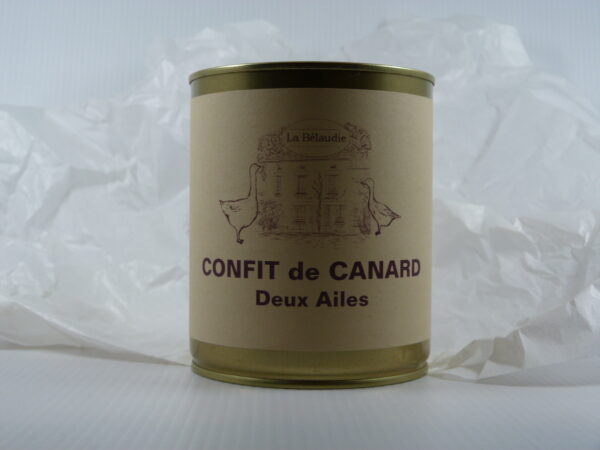 La Bélaudie
CONFIT de CANARD
Deux Ailes